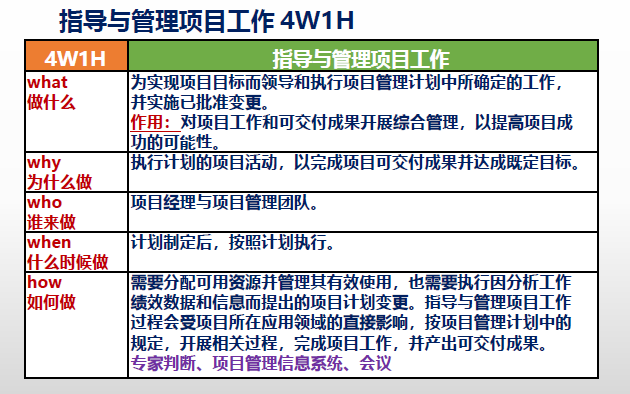 指导与管理项目工作 4W1H
4W1H
指导与管理项目工作
what
做什么
为实现项目目标而领导和执行项目管理计划中所确定的工作，
并实施已批准变更。
作用：对项目工作和可交付成果开展综合管理，以提高项目成
功的可能性。
why
为什么做
执行计划的项目活动，以完成项目可交付成果并达成既定目标。
who
谁来做
项目经理与项目管理团队。
when
什么时候做
计划制定后，按照计划执行。
how
如何做
需要分配可用资源并管理其有效使用，也需要执行因分析工作
绩效数据和信息而提出的项目计划变更。指导与管理项目工作
过程会受项目所在应用领域的直接影响，按项目管理计划中的
规定，开展相关过程，完成项目工作，并产出可交付成果。
专家判断、项目管理信息系统、会议